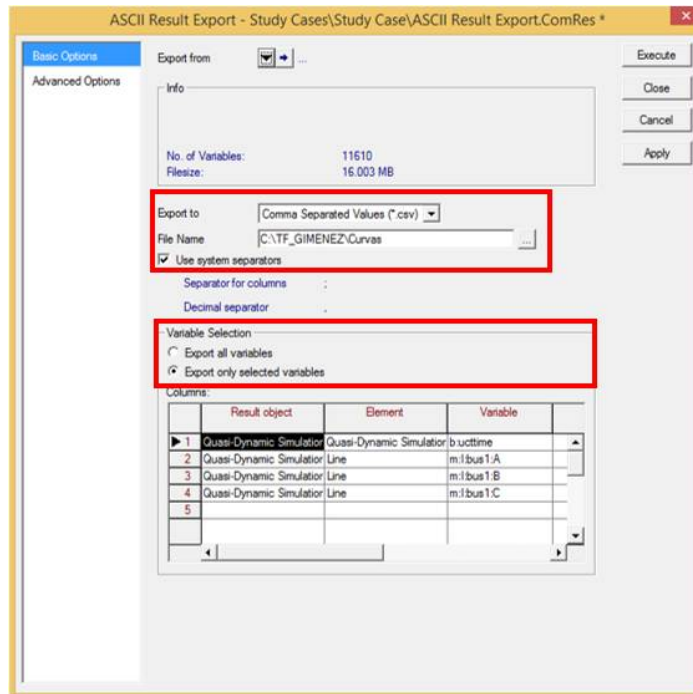 ASCII Result Export - Study Cases\Study Case\ASCII Result Export.ComRes *
Basic Options
Advanced Options
Export from
...
Execute
Close
Cancel
Apply
Info
No. of Variables: 11610
Filesize: 16.003 MB
Export to Comma Separated Values (*.csv)
File Name C:\TF_GIMENEZ\Curvas ...
Use system separators
Separator for columns ;
Decimal separator ,
Variable Selection
Export all variables
Export only selected variables
Columns:
Result object Element Variable
1 Quasi-Dynamic Simulation Quasi-Dynamic Simulation b:ucttime
2 Quasi-Dynamic Simulation Line m:I:bus1:A
3 Quasi-Dynamic Simulation Line m:I:bus1:B
4 Quasi-Dynamic Simulation Line m:I:bus1:C
5